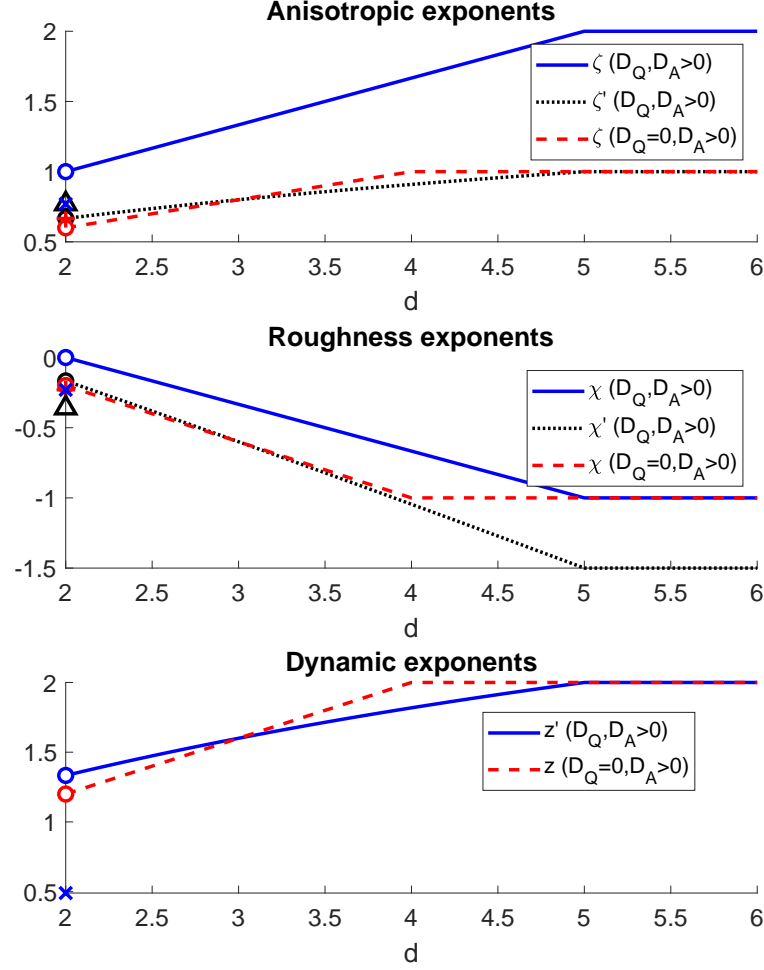 Anisotropic exponents
2
1.5
1
0.5
ζ (D_Q,D_A>0)
ζ' (D_Q,D_A>0)
ζ (D_Q=0,D_A>0)
2 2.5 3 3.5 4 4.5 5 5.5 6
d
Roughness exponents
0
-0.5
-1
-1.5
χ (D_Q,D_A>0)
χ' (D_Q,D_A>0)
χ (D_Q=0,D_A>0)
2 2.5 3 3.5 4 4.5 5 5.5 6
d
Dynamic exponents
2
1.5
1
0.5
z' (D_Q,D_A>0)
z (D_Q=0,D_A>0)
2 2.5 3 3.5 4 4.5 5 5.5 6
d